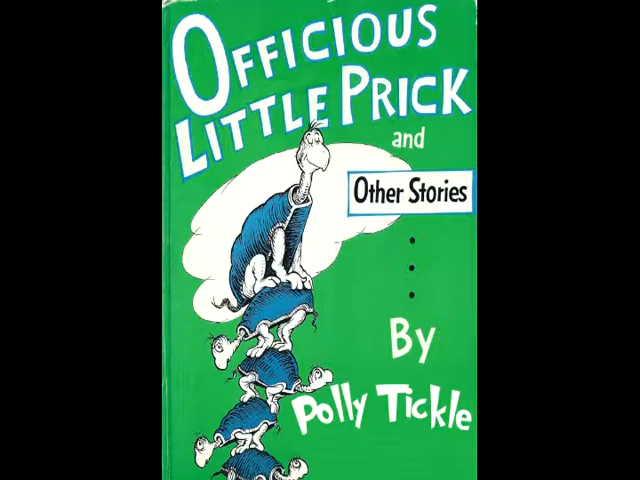 OFFICIOUS
LITTLE PRICK
and
Other Stories
By
Polly Tickle